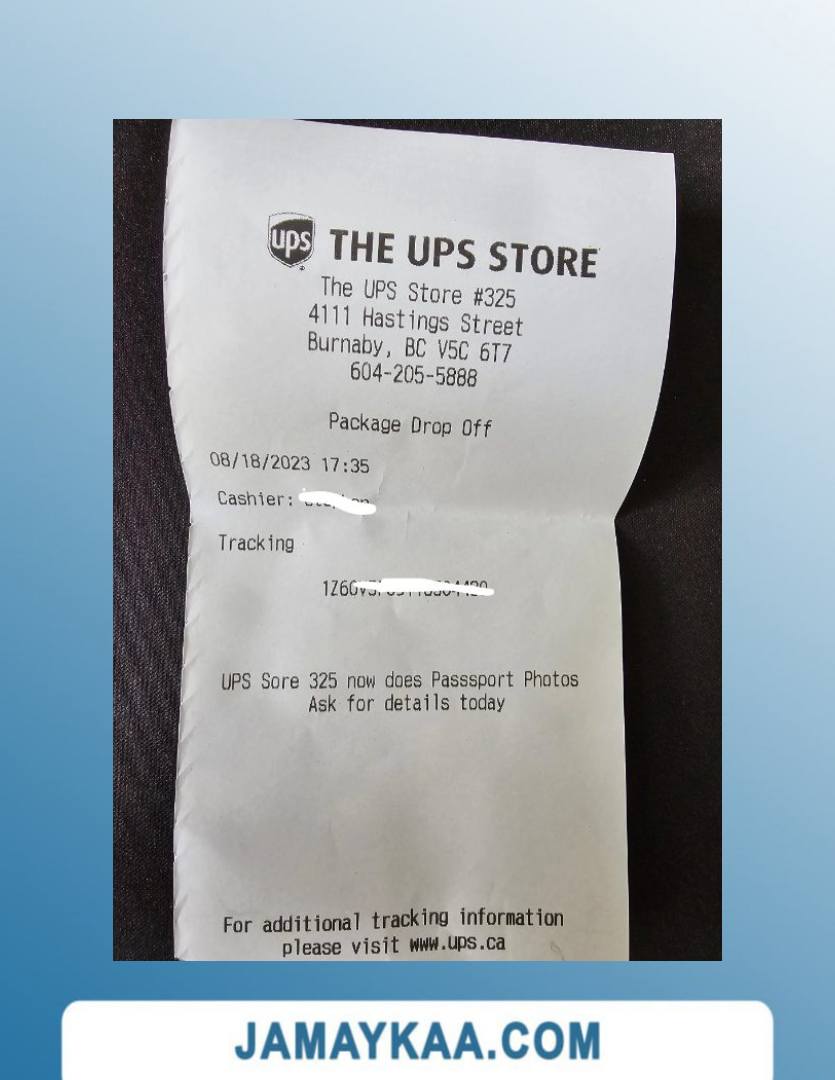 ups
THE UPS STORE
The UPS Store #325
4111 Hastings Street
Burnaby, BC V5C 6T7
604-205-5888
Package Drop Off
08/18/2023 17:35
Cashier:
Tracking
UPS Sore 325 now does Passsport Photos
Ask for details today
For additional tracking information
please visit www.ups.ca
JAMAYKAA.COM